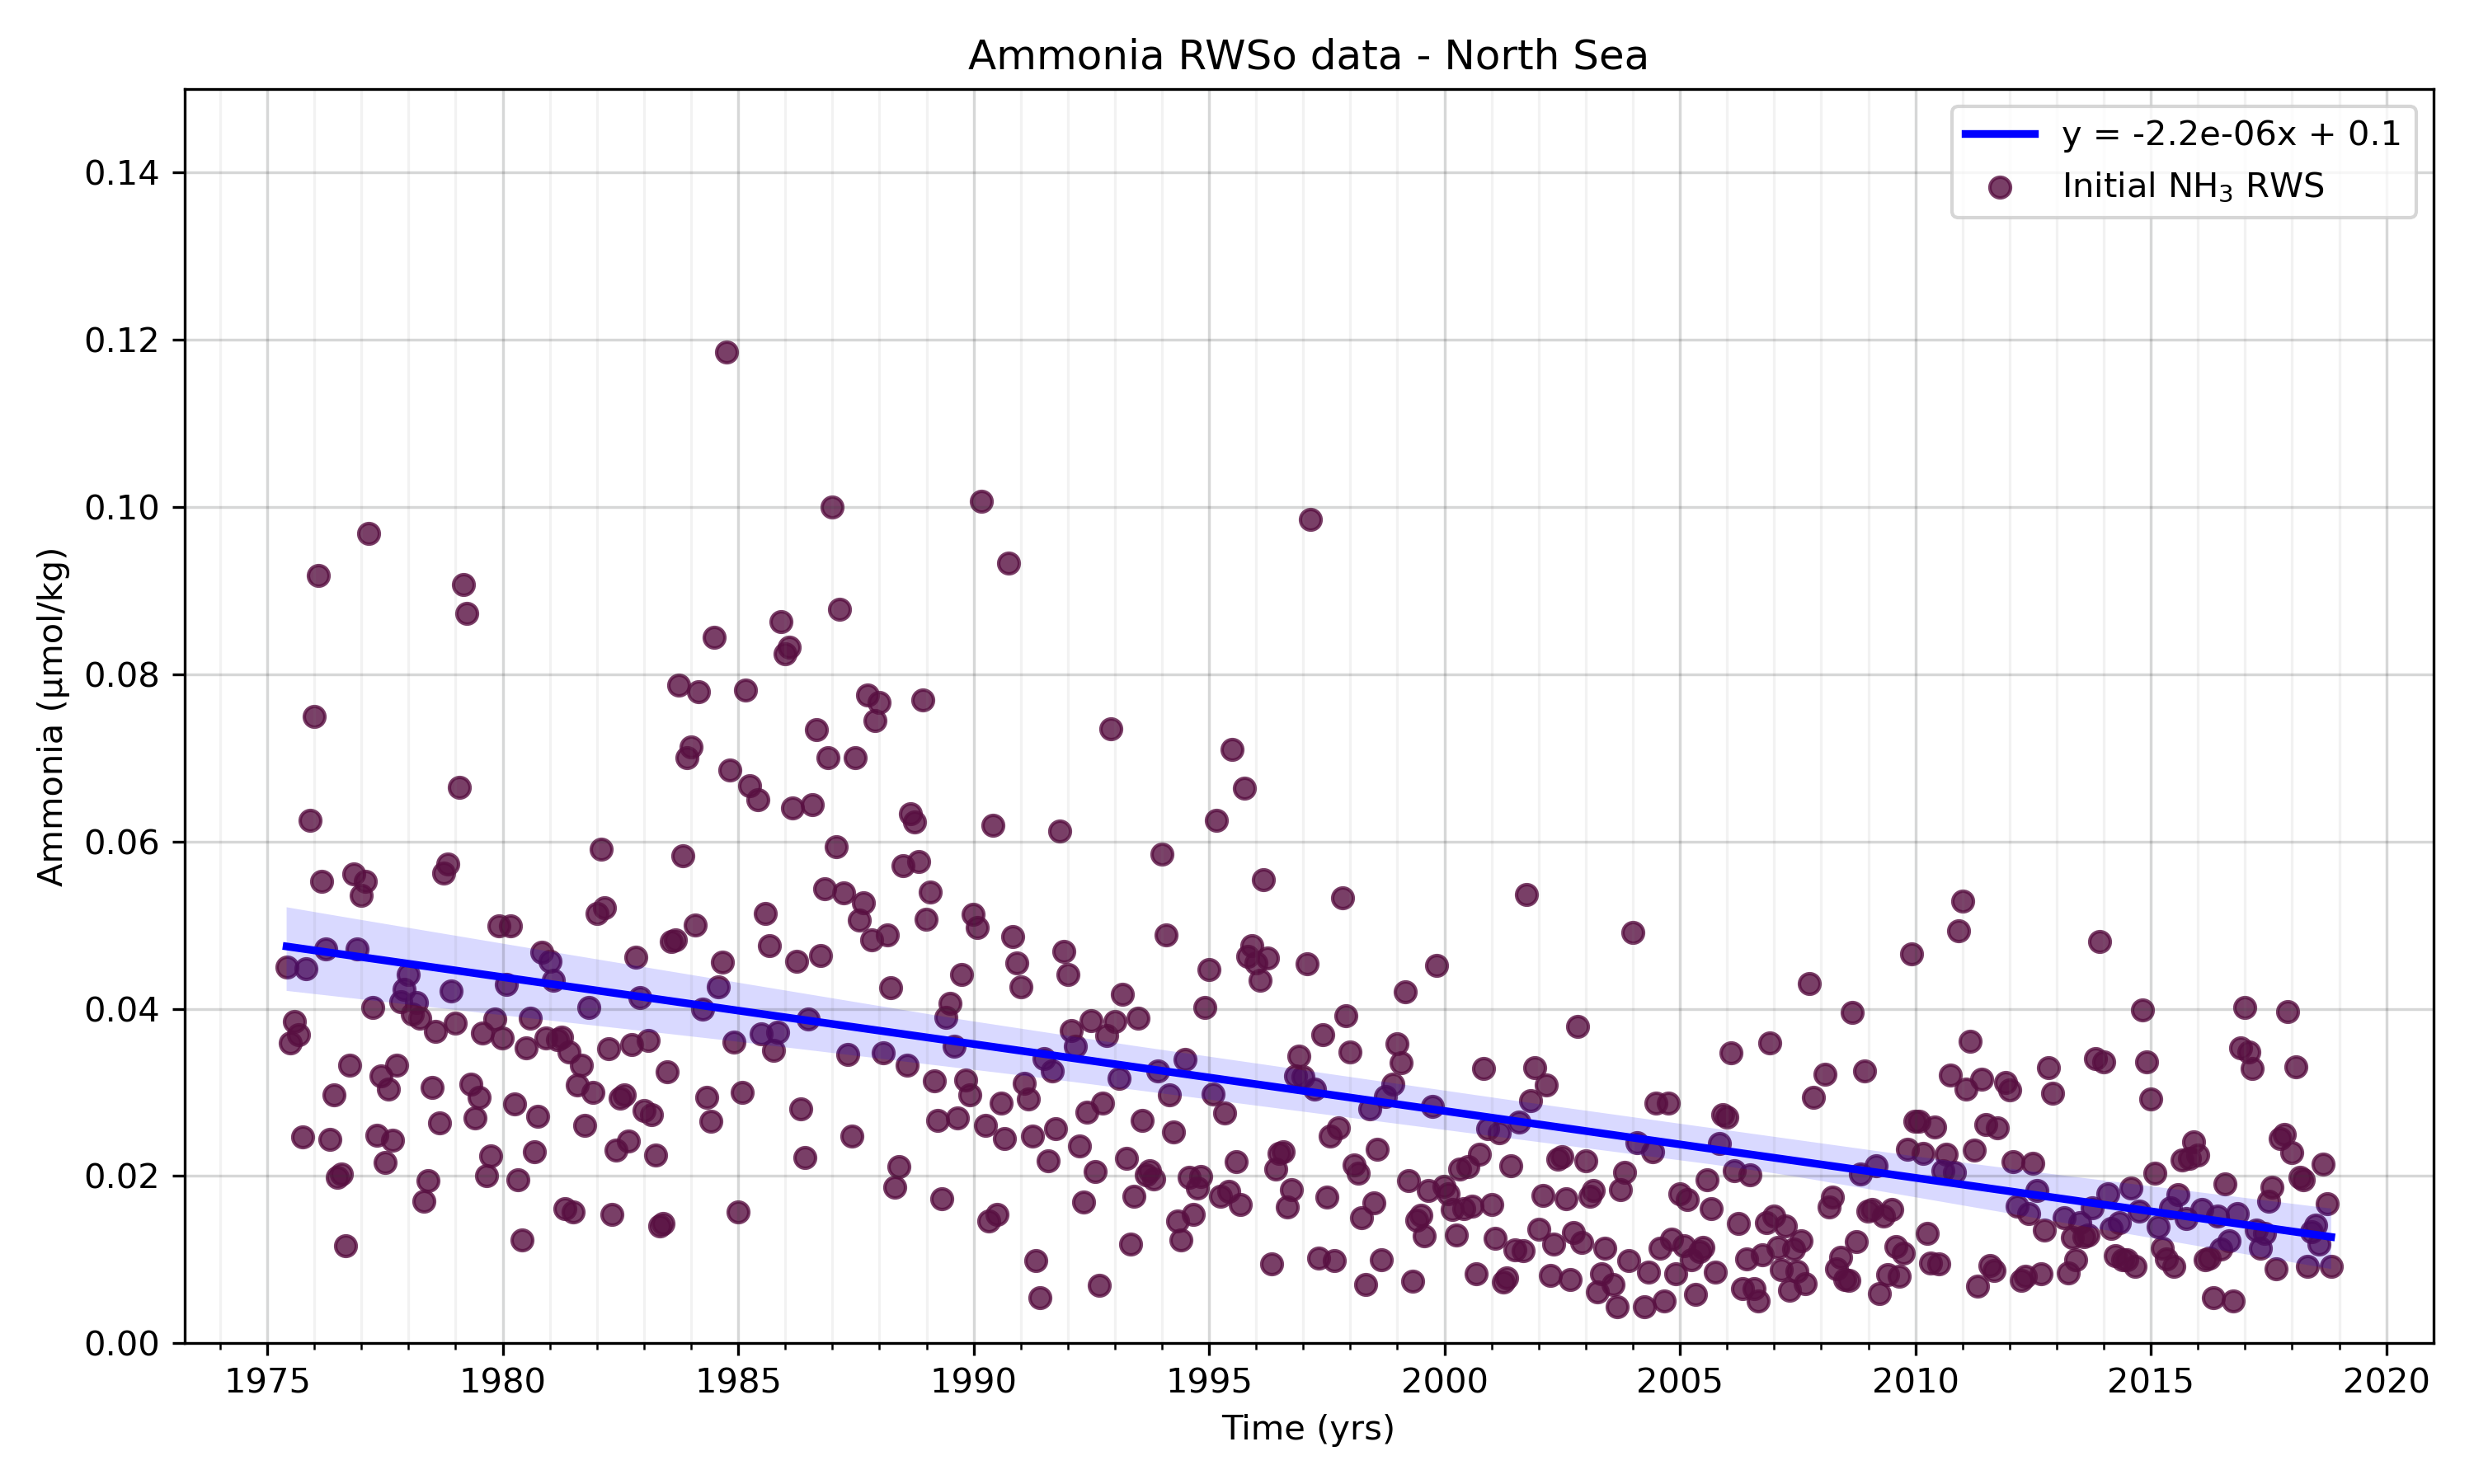 Ammonia RWSo data - North Sea
y = -2.2e-06x + 0.1
Initial NH₃ RWS
Ammonia (μmol/kg)
0.14
0.12
0.10
0.08
0.06
0.04
0.02
0.00
1975 1980 1985 1990 1995 2000 2005 2010 2015 2020
Time (yrs)